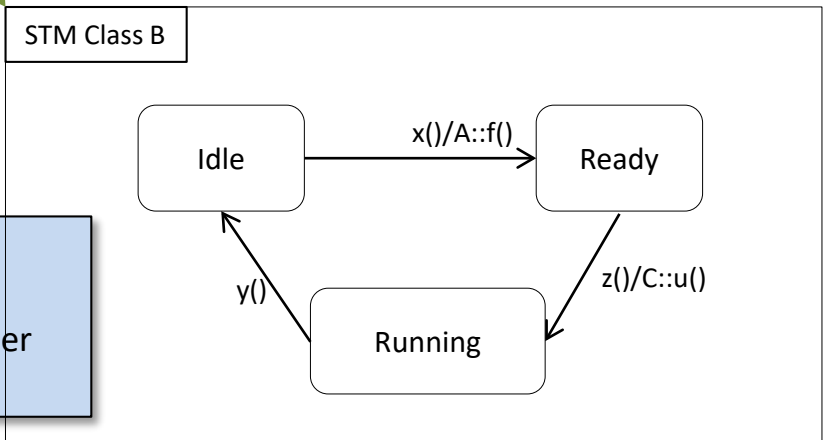 STM Class B
x()/A::f()
Idle
Ready
z()/C::u()
y()
er
Running